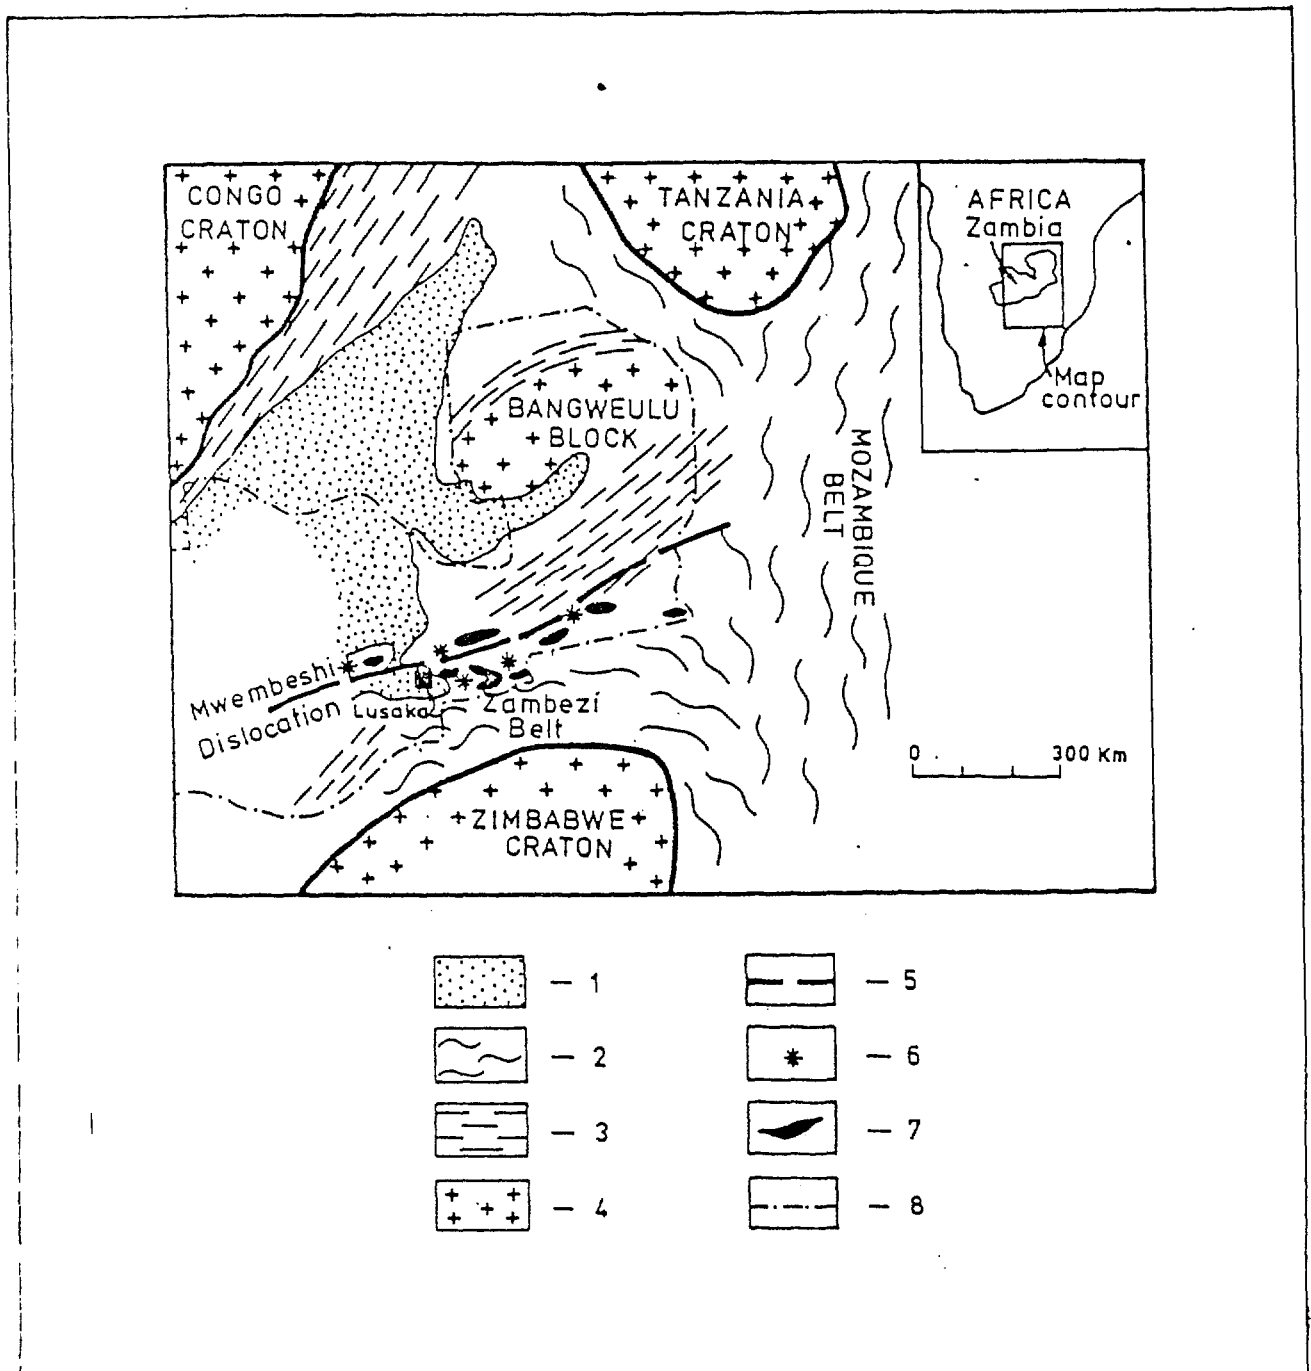 CONGO
CRATON
TANZANIA
CRATON
AFRICA
Zambia
Map
contour
BANGWEULU
BLOCK
MOZAMBIQUE
BELT
Mwembeshi
Dislocation
Lusaka
Zambezi
Belt
0 300 Km
ZIMBABWE
CRATON
— 1
— 2
— 3
— 4
— 5
— 6
— 7
— 8